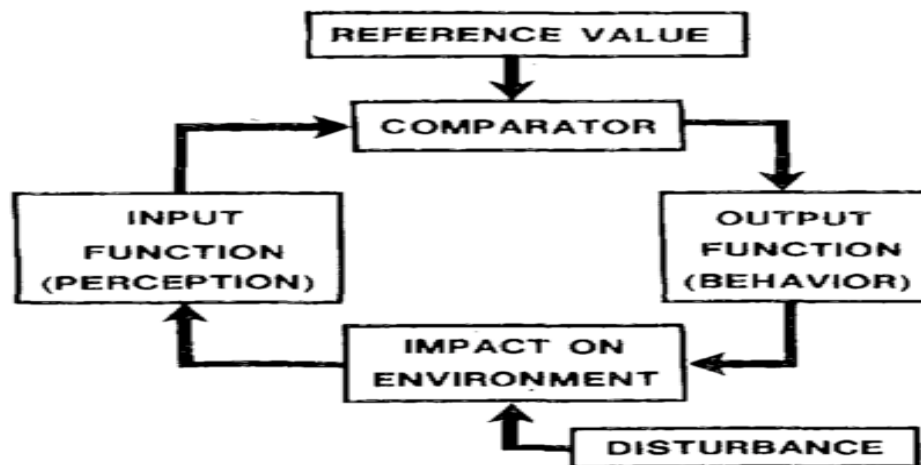 REFERENCE VALUE
COMPARATOR
INPUT
FUNCTION
(PERCEPTION)
OUTPUT
FUNCTION
(BEHAVIOR)
IMPACT ON
ENVIRONMENT
DISTURBANCE